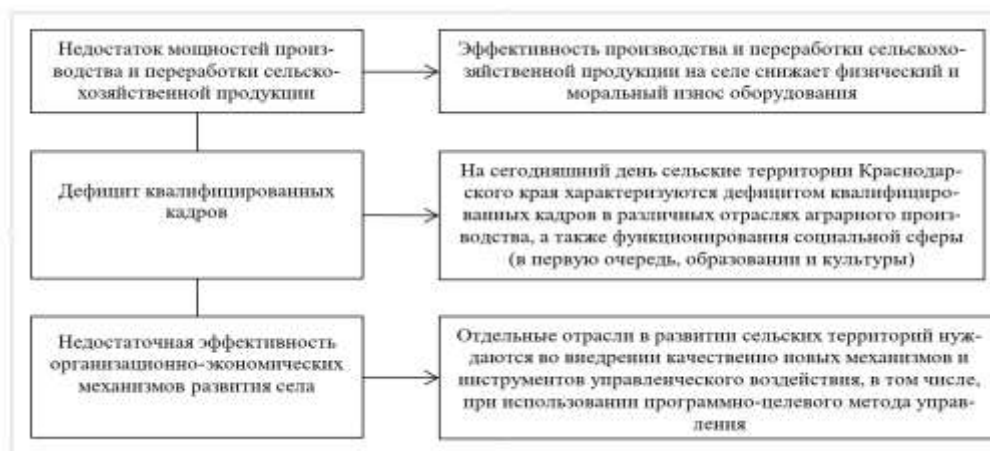 Недостаток мощностей произ-
водства и переработки сельско-
хозяйственной продукции
Эффективность производства и переработки сельскохо-
зяйственной продукции на селе снижает физический и
моральный износ оборудования
Дефицит квалифицированных
кадров
На сегодняшний день сельские территории Краснодар-
ского края характеризуются дефицитом квалифициро-
ванных кадров в различных отраслях аграрного произ-
водства, а также функционирования социальной сферы
(в первую очередь, образовании и культуры)
Недостаточная эффективность
организационно-экономических
механизмов развития села
Отдельные отрасли в развитии сельских территорий нуж-
даются во внедрении качественно новых механизмов и
инструментов управленческого воздействия, в том числе,
при использовании программно-целевого метода управ-
ления